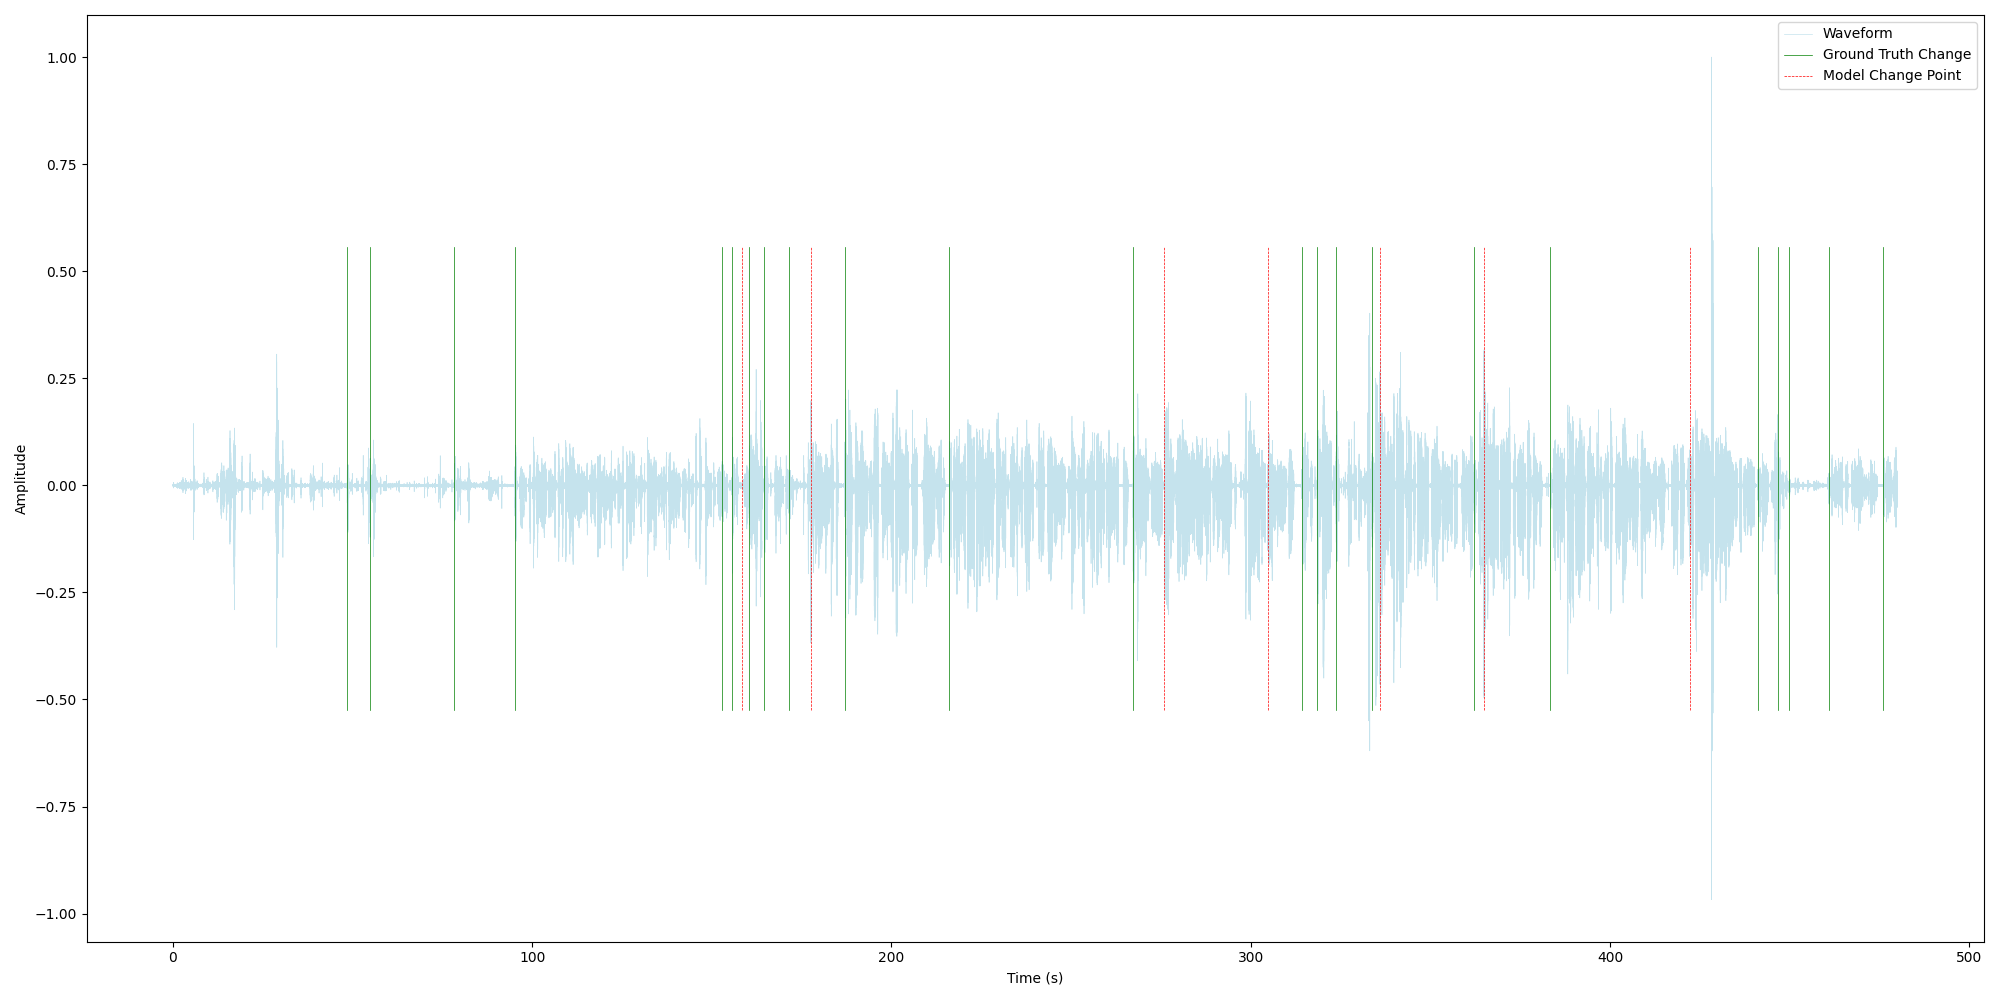 Waveform
Ground Truth Change
Model Change Point
1.00
0.75
0.50
0.25
0.00
−0.25
−0.50
−0.75
−1.00
Amplitude
0 100 200 300 400 500
Time (s)